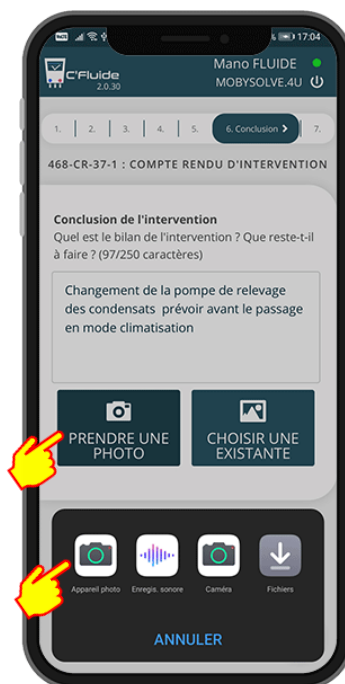 17:04
C'Fluide
2.0.30
Mano FLUIDE
MOBYSOLVE.4U
1. 2. 3. 4. 5. 6. Conclusion 7.
468-CR-37-1 : COMPTE RENDU D'INTERVENTION
Conclusion de l'intervention
Quel est le bilan de l'intervention ? Que reste-t-il
à faire ? (97/250 caractères)
Changement de la pompe de relevage
des condensats prévoir avant le passage
en mode climatisation
PRENDRE UNE
PHOTO
CHOISIR UNE
EXISTANTE
Appareil photo
Enregis. sonore
Caméra
Fichiers
ANNULER